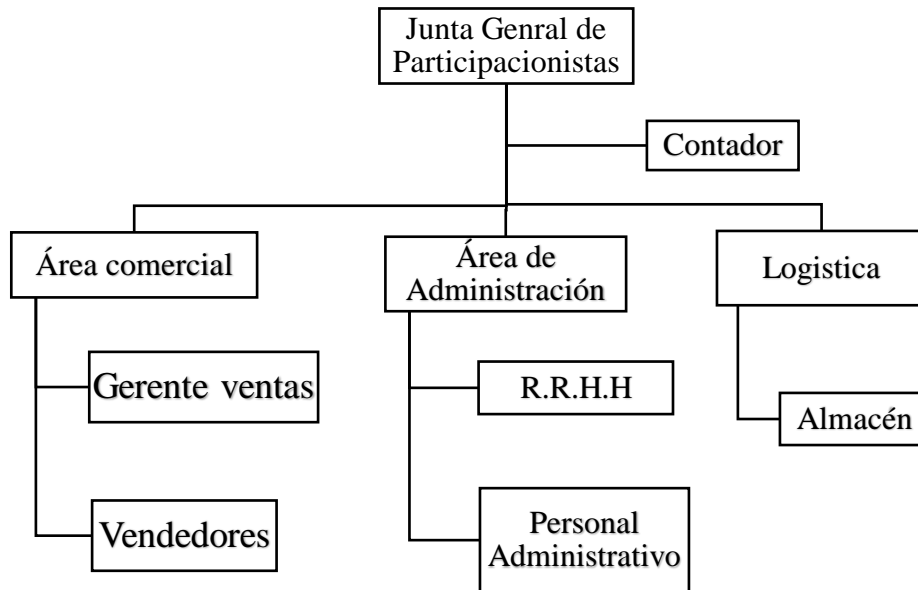 Junta Genral de
Participacionistas
Contador
Área comercial
Área de
Administración
Logistica
Gerente ventas
R.R.H.H
Almacén
Vendedores
Personal
Administrativo